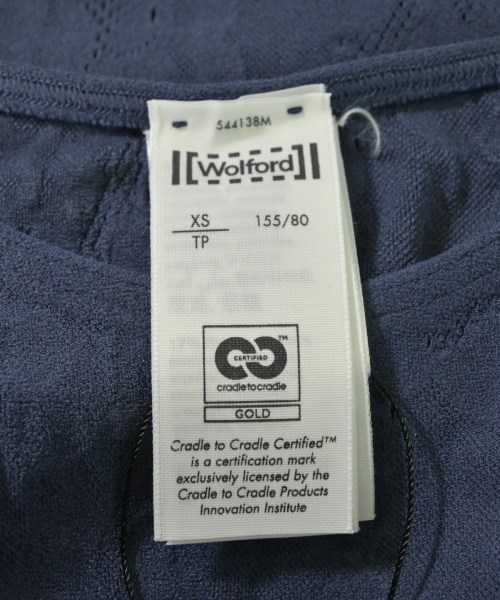 544138M
Wolford
XS 155/80
TP
CERTIFIED
TM
cradletocradle
GOLD
Cradle to Cradle Certified™
is a certification mark
exclusively licensed by the
Cradle to Cradle Products
Innovation Institute